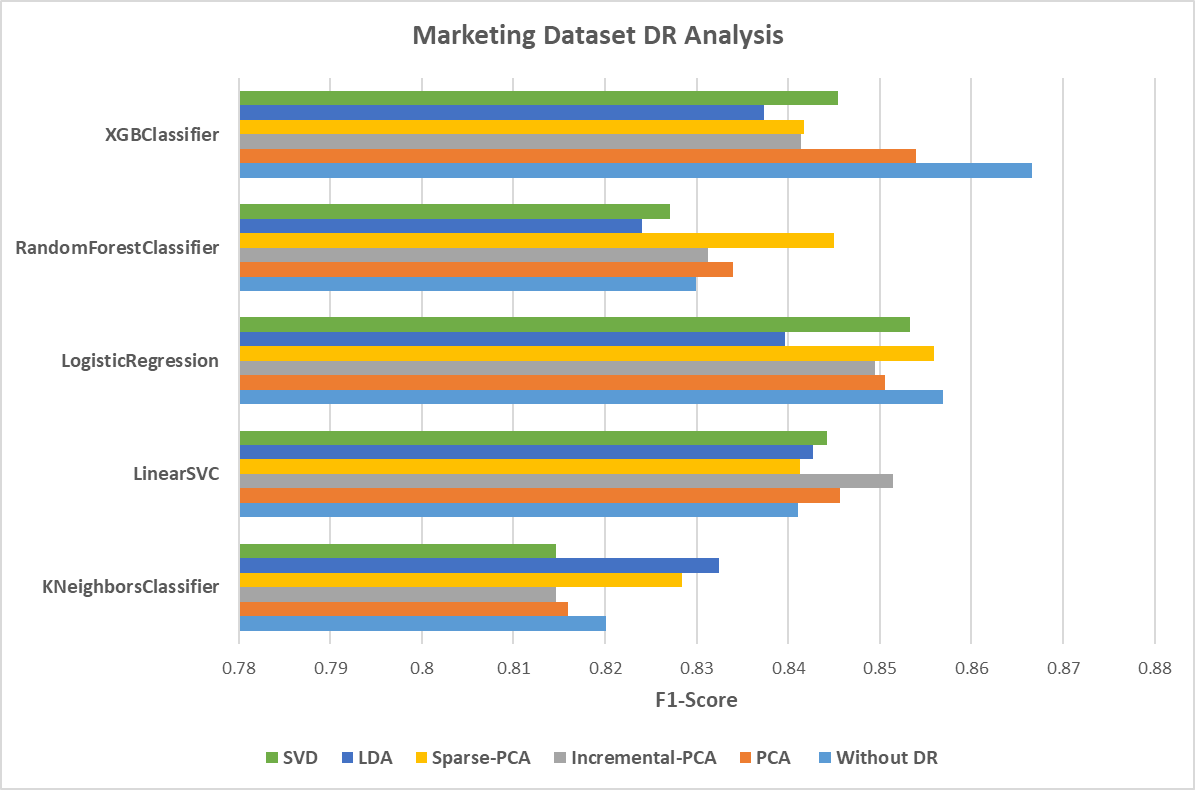 Marketing Dataset DR Analysis
XGBClassifier
RandomForestClassifier
LogisticRegression
LinearSVC
KNeighborsClassifier
0.78 0.79 0.8 0.81 0.82 0.83 0.84 0.85 0.86 0.87 0.88
F1-Score
SVD LDA Sparse-PCA Incremental-PCA PCA Without DR